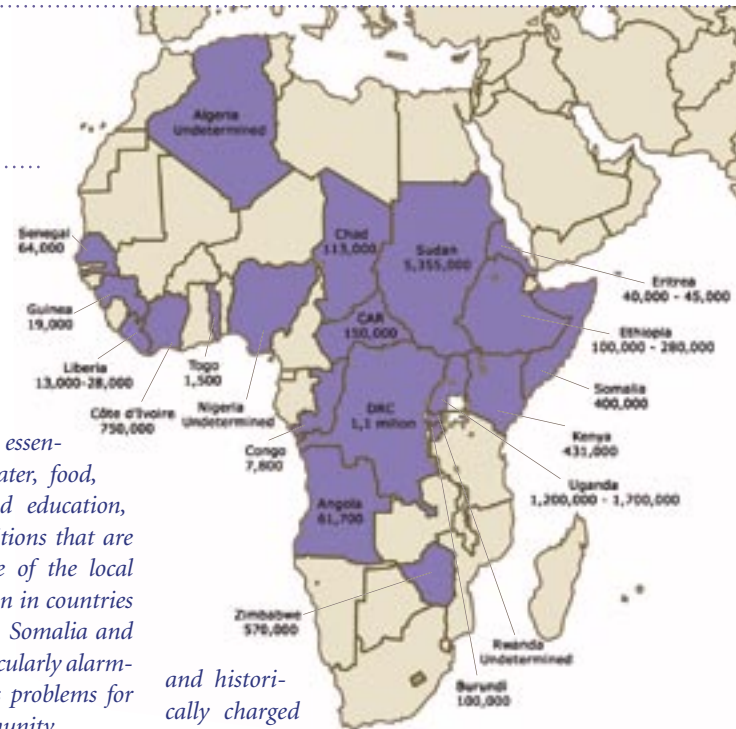 Algeria
Undetermined
Senegal
64,000
Chad
113,000
Sudan
5,355,000
Eritrea
40,000 - 45,000
Guinea
19,000
CAR
150,000
Ethiopia
100,000 - 280,000
Liberia
13,000-28,000
Togo
1,500
Côte d'Ivoire
750,000
Nigeria
Undetermined
Somalia
400,000
DRC
1,1 milion
Congo
7,800
Kenya
431,000
Uganda
1,200,000 - 1,700,000
Angola
61,700
Zimbabwe
570,000
Rwanda
Undetermined
Burundi
100,000
essen-
ater, food,
d education,
tions that are
e of the local
n in countries
Somalia and
cularly alarm-
problems for
munity
and histori-
cally charged